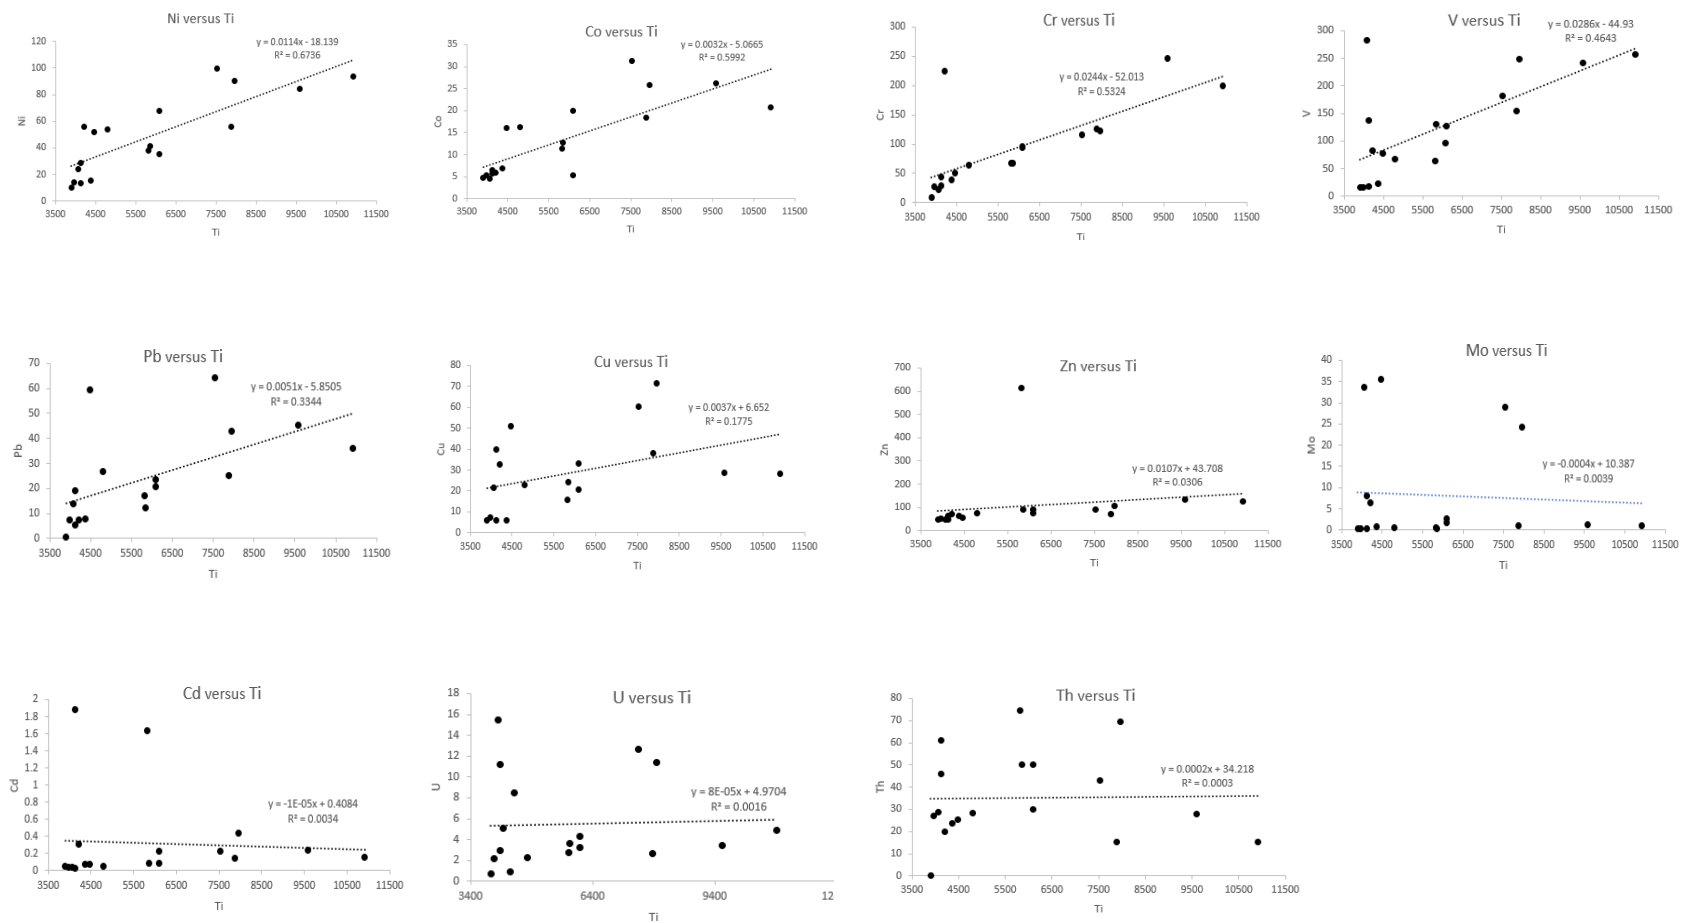 Ni versus Ti
y = 0.0114x - 18.139
R² = 0.6736
120
100
80
60
40
20
0
Ni
3500 4500 5500 6500 7500 8500 9500 10500 11500
Ti
Co versus Ti
y = 0.0032x - 5.0665
R² = 0.5992
35
30
25
20
15
10
5
0
Co
3500 4500 5500 6500 7500 8500 9500 10500 11500
Ti
Cr versus Ti
y = 0.0244x - 52.013
R² = 0.5324
300
250
200
150
100
50
0
Cr
3500 4500 5500 6500 7500 8500 9500 10500 11500
Ti
V versus Ti
y = 0.0286x - 44.93
R² = 0.4643
300
250
200
150
100
50
0
V
3500 4500 5500 6500 7500 8500 9500 10500 11500
Ti
Pb versus Ti
y = 0.0051x - 5.8505
R² = 0.3344
70
60
50
40
30
20
10
0
Pb
3500 4500 5500 6500 7500 8500 9500 10500 11500
Ti
Cu versus Ti
y = 0.0037x + 6.652
R² = 0.1775
80
70
60
50
40
30
20
10
0
Cu
3500 4500 5500 6500 7500 8500 9500 10500 11500
Ti
Zn versus Ti
y = 0.0107x + 43.708
R² = 0.0306
700
600
500
400
300
200
100
0
Zn
3500 4500 5500 6500 7500 8500 9500 10500 11500
Ti
Mo versus Ti
y = -0.0004x + 10.387
R² = 0.0039
40
35
30
25
20
15
10
5
0
Mo
3500 4500 5500 6500 7500 8500 9500 10500 11500
Ti
Cd versus Ti
y = -1E-05x + 0.4084
R² = 0.0034
2
1.8
1.6
1.4
1.2
1
0.8
0.6
0.4
0.2
0
Cd
3500 4500 5500 6500 7500 8500 9500 10500 11500
Ti
U versus Ti
y = 8E-05x + 4.9704
R² = 0.0016
18
16
14
12
10
8
6
4
2
0
U
3400 6400 9400 12
Ti
Th versus Ti
y = 0.0002x + 34.218
R² = 0.0003
80
70
60
50
40
30
20
10
0
Th
3500 4500 5500 6500 7500 8500 9500 10500 11500
Ti